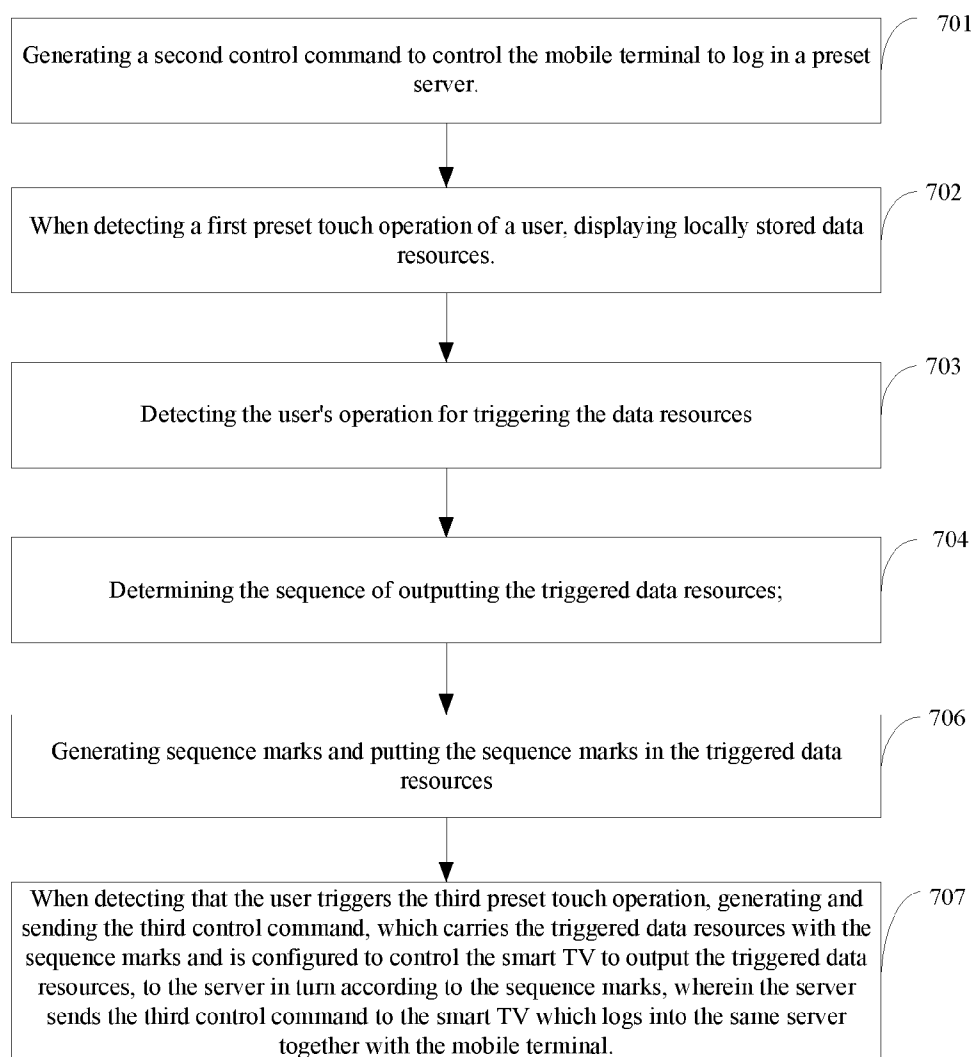 701
Generating a second control command to control the mobile terminal to log in a preset
server.
702
When detecting a first preset touch operation of a user, displaying locally stored data
resources.
703
Detecting the user's operation for triggering the data resources
704
Determining the sequence of outputting the triggered data resources;
706
Generating sequence marks and putting the sequence marks in the triggered data
resources
707
When detecting that the user triggers the third preset touch operation, generating and
sending the third control command, which carries the triggered data resources with the
sequence marks and is configured to control the smart TV to output the triggered data
resources, to the server in turn according to the sequence marks, wherein the server
sends the third control command to the smart TV which logs into the same server
together with the mobile terminal.